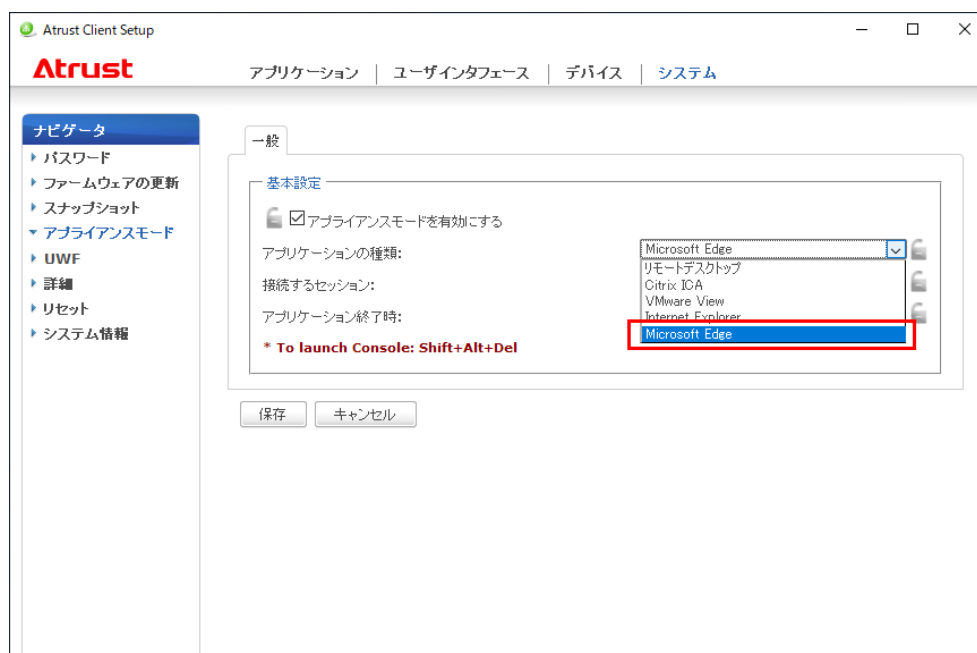 Atrust Client Setup
Atrust
アプリケーション | ユーザインタフェース | デバイス | システム
ナビゲータ
パスワード
ファームウェアの更新
スナップショット
アプライアンスモード
UWF
詳細
リセット
システム情報
一般
基本設定
アプライアンスモードを有効にする
アプリケーションの種類:
Microsoft Edge
リモートデスクトップ
Citrix ICA
VMware View
Internet Explorer
Microsoft Edge
接続するセッション:
アプリケーション終了時:
* To launch Console: Shift+Alt+Del
保存
キャンセル